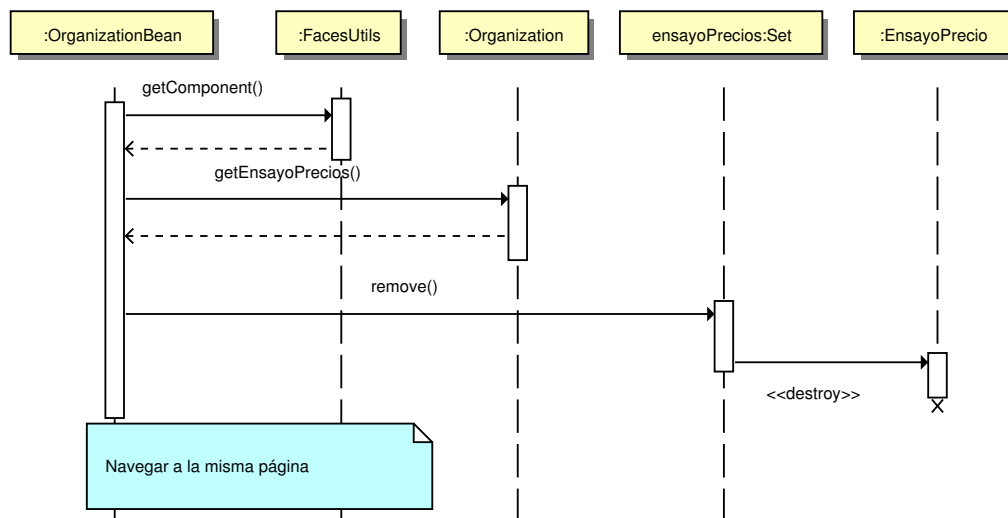 :OrganizationBean
:FacesUtils
:Organization
ensayoPrecios:Set
:EnsayoPrecio
getComponent()
getEnsayoPrecios()
remove()
<<destroy>>
Navegar a la misma página